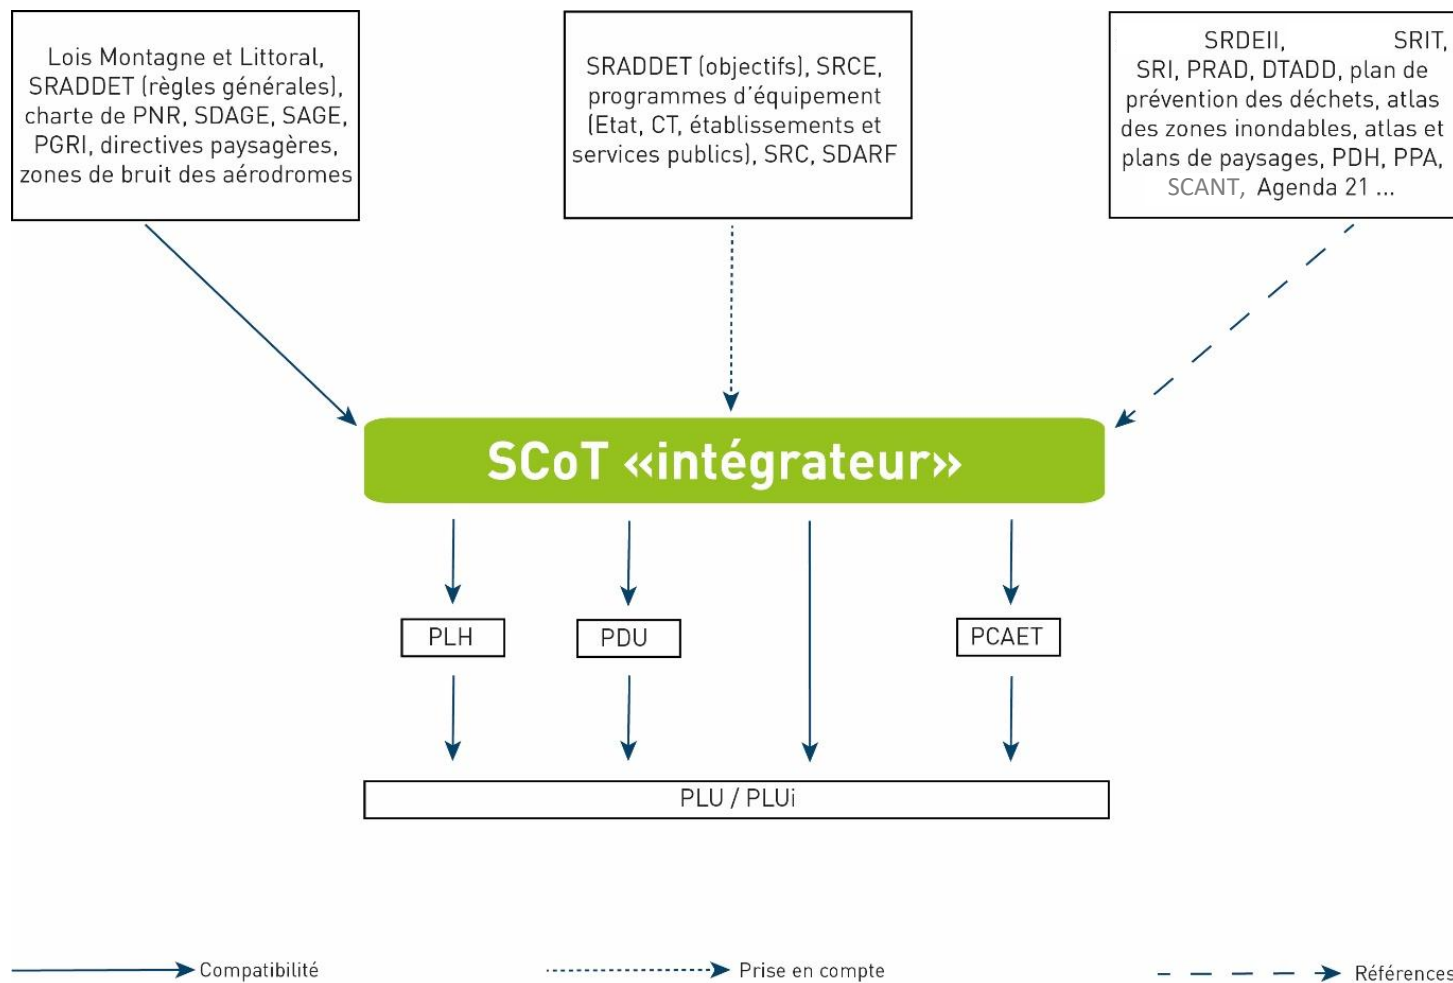 Lois Montagne et Littoral,
SRADDET (règles générales),
charte de PNR, SDAGE, SAGE,
PGRI, directives paysagères,
zones de bruit des aérodromes
SRADDET (objectifs), SRCE,
programmes d'équipement
(Etat, CT, établissements et
services publics), SRC, SDARF
SRDEII, SRIT,
SRI, PRAD, DTADD, plan de
prévention des déchets, atlas
des zones inondables, atlas et
plans de paysages, PDH, PPA,
SCANT, Agenda 21 ...
SCoT «intégrateur»
PLH
PDU
PCAET
PLU / PLUi
Compatibilité
Prise en compte
Références